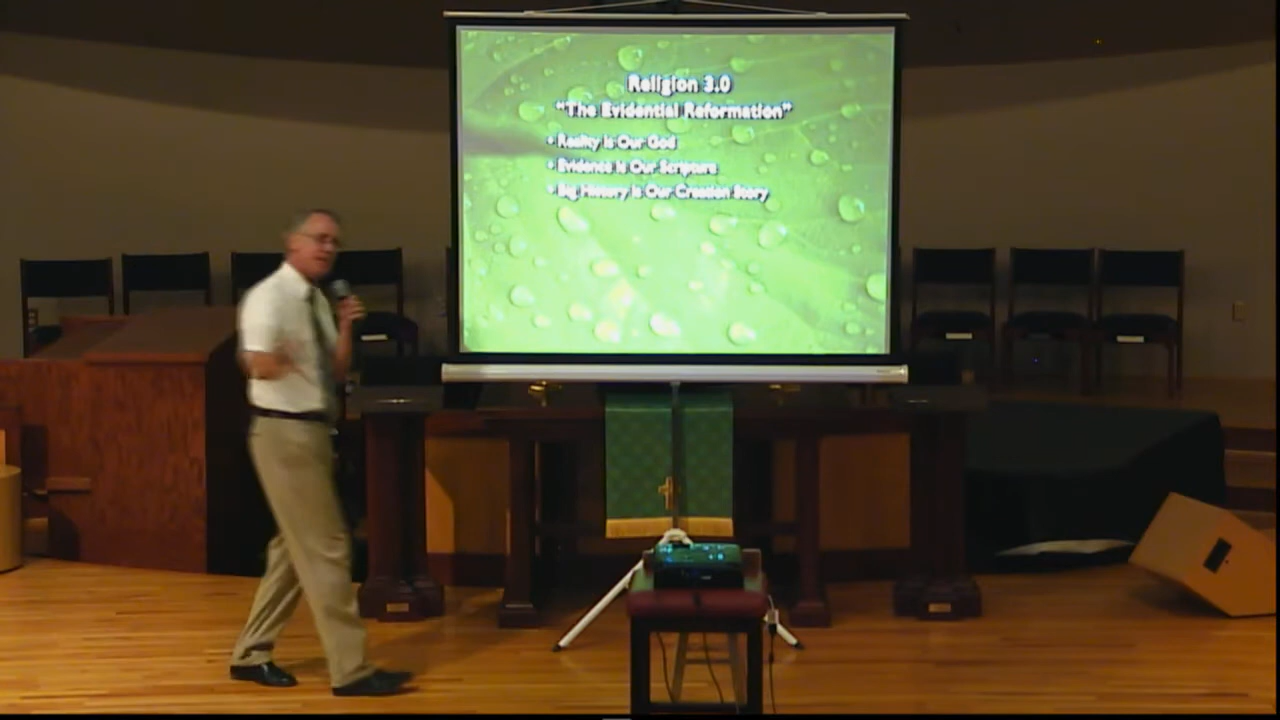 Religion 3.0
"The Evidential Reformation"
• Reality is Our God
• Evidence is Our Scripture
• Big History is Our Creation Story